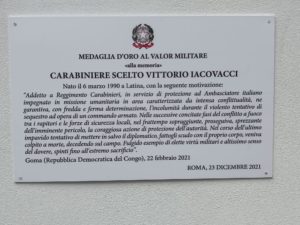 MEDAGLIA D'ORO AL VALOR MILITARE
«alla memoria»
CARABINIERE SCELTO VITTORIO IACOVACCI
Nato il 6 marzo 1990 a Latina, con la seguente motivazione:
"Addetto a Reggimento Carabinieri, in servizio di protezione ad Ambasciatore italiano
impegnato in missione umanitaria in area caratterizzata da intensa conflittualità, ne
garantiva, con fredda e ferma determinazione, l'incolumità durante il violento tentativo di
sequestro ad opera di un commando armato. Nelle successive concitate fasi del conflitto a fuoco
tra i rapitori e le forze di sicurezza locali, nel frattempo sopraggiunte, proseguiva, sprezzante
dell'imminente pericolo, la coraggiosa azione di protezione dell'autorità. Nel corso dell'ultimo
impavido tentativo di mettere in salvo il diplomatico, fattogli scudo con il proprio corpo, veniva
colpito a morte, decedendo sul campo. Fulgido esempio di elette virtù militari e altissimo senso
del dovere, spinti fino all'estremo sacrificio".
Goma (Repubblica Democratica del Congo), 22 febbraio 2021
ROMA, 23 DICEMBRE 2021